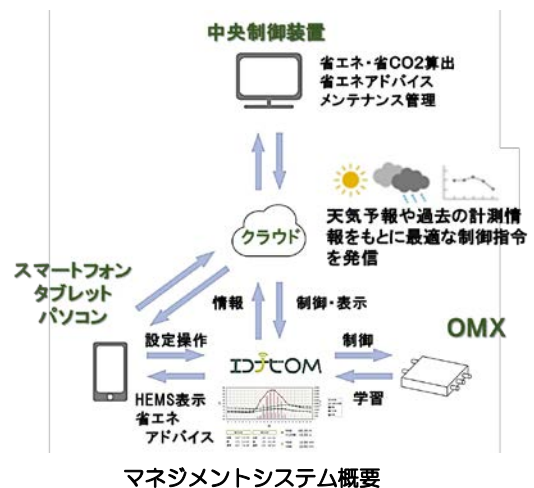 中央制御装置
省エネ・省CO2算出
省エネアドバイス
メンテナンス管理
クラウド
天気予報や過去の計測情
報をもとに最適な制御指令
を発信
スマートフォン
タブレット
パソコン
情報
制御・表示
OMX
設定操作
エコナビOM
制御
学習
HEMS表示
省エネ
アドバイス
マネジメントシステム概要